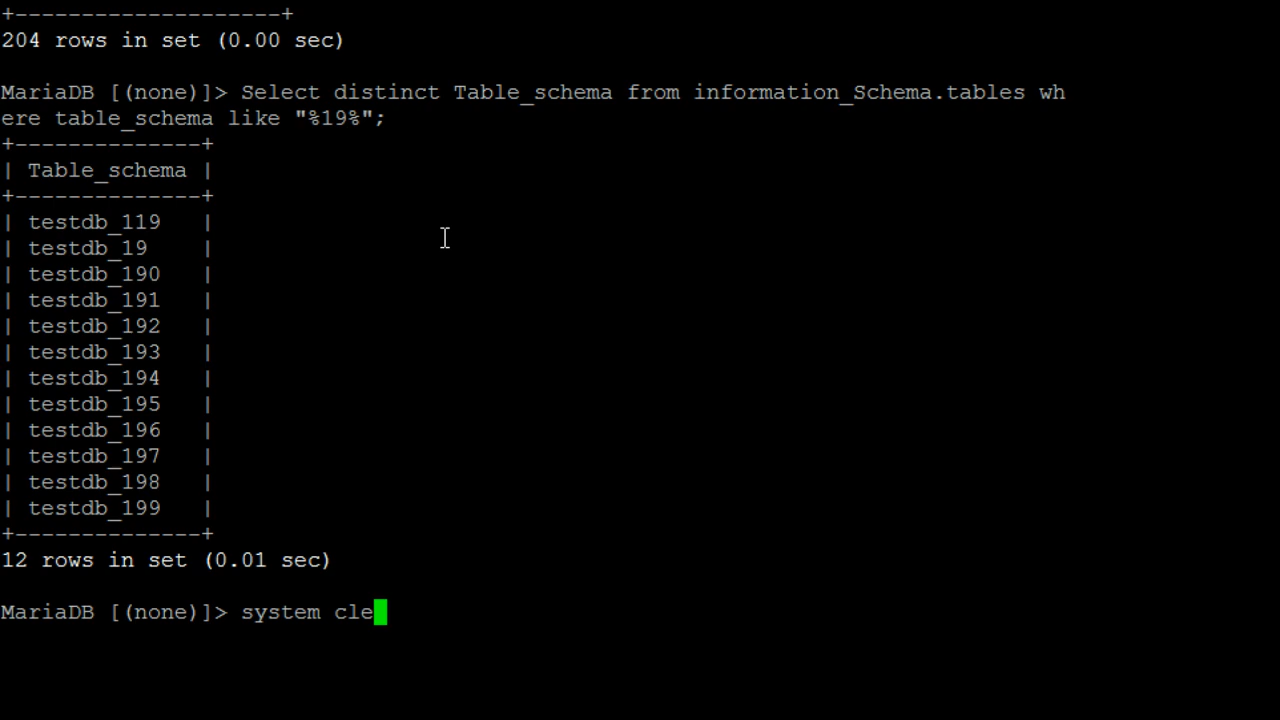 +--------------------+
204 rows in set (0.00 sec)
MariaDB [(none)]> Select distinct Table_schema from information_Schema.tables wh
ere table_schema like "%19%";
+--------------+
| Table_schema |
+--------------+
| testdb_119   |
| testdb_19    |
| testdb_190   |
| testdb_191   |
| testdb_192   |
| testdb_193   |
| testdb_194   |
| testdb_195   |
| testdb_196   |
| testdb_197   |
| testdb_198   |
| testdb_199   |
+--------------+
12 rows in set (0.01 sec)
MariaDB [(none)]> system cle